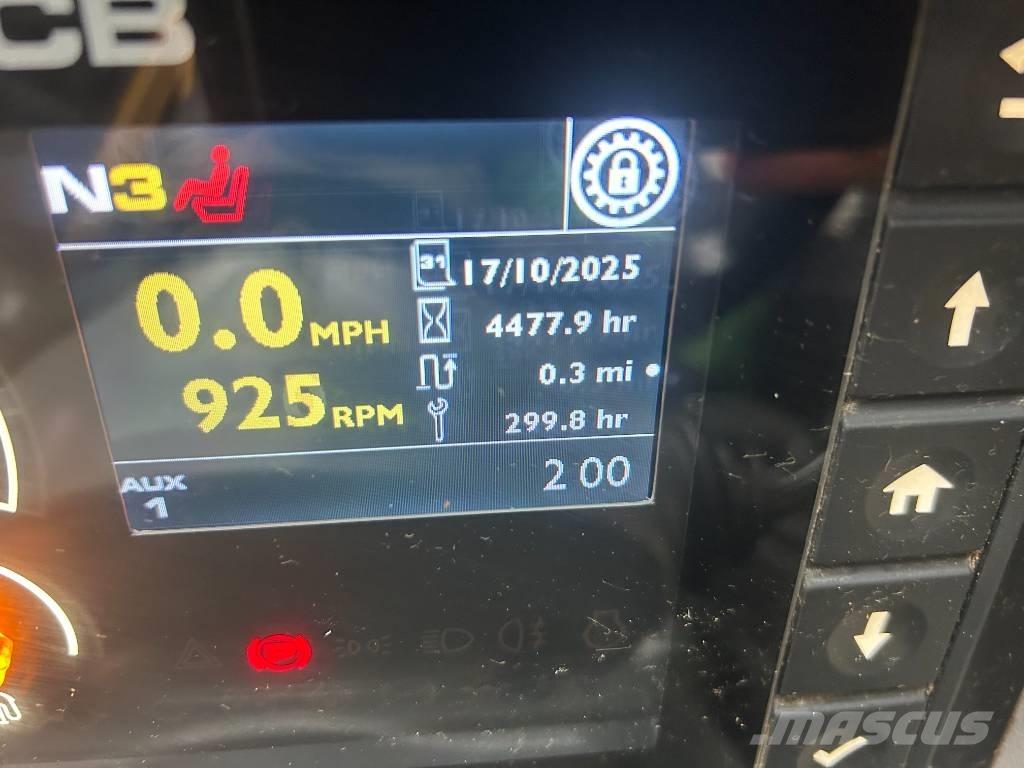 CB
N3
31 17/10/2025
0.0 MPH
4477.9 hr
0.3 mi
925 RPM
299.8 hr
AUX
1
2 00
MASCUS